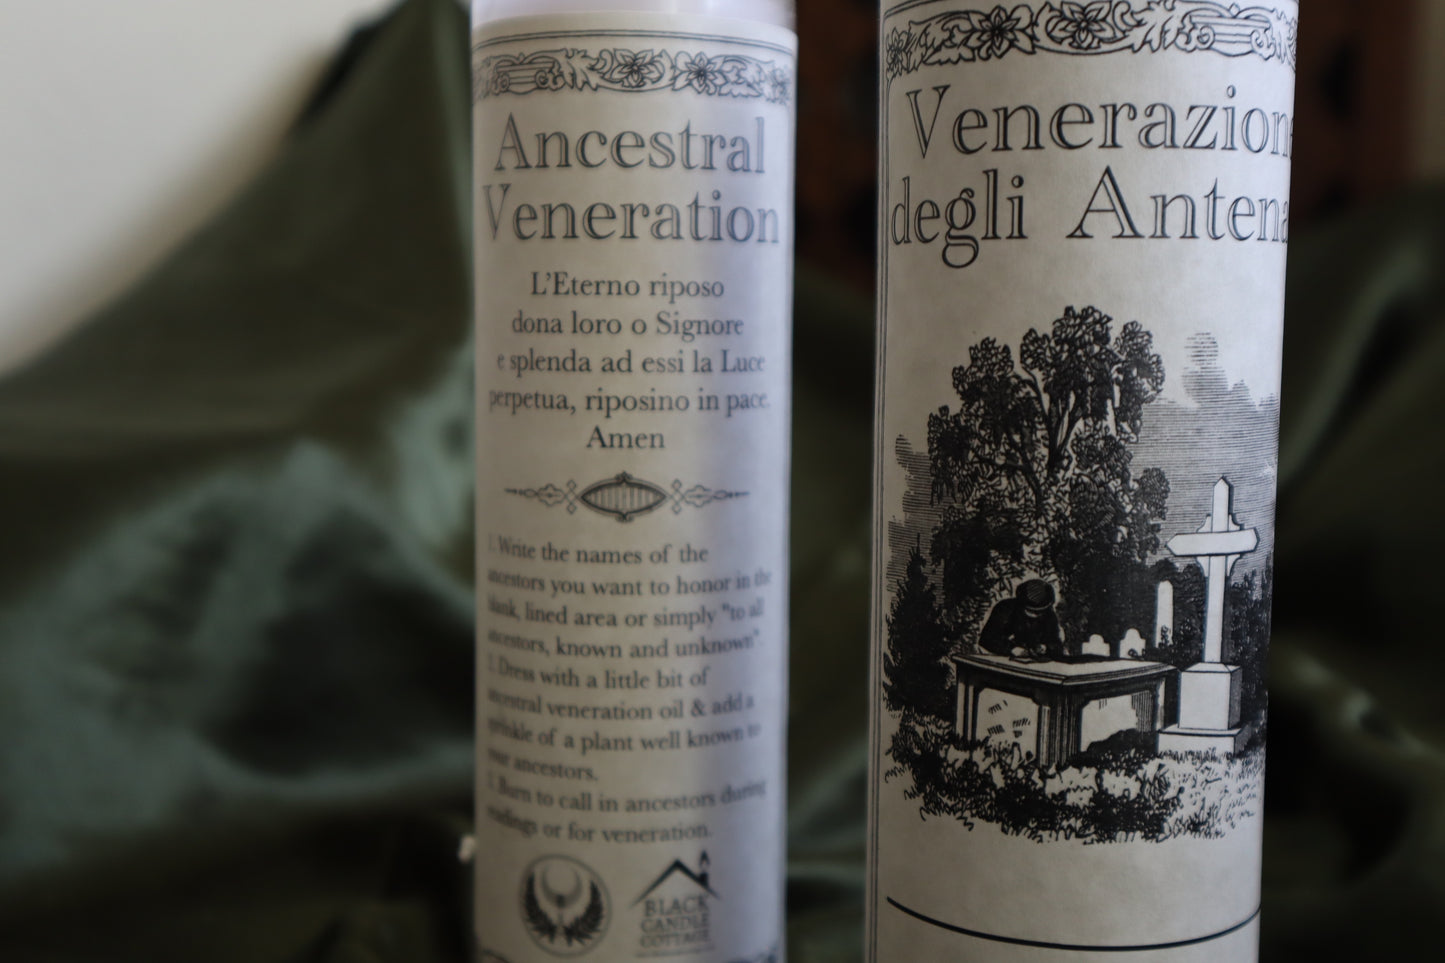 Ancestral
Veneration
L'Eterno riposo
dona loro o Signore
e splenda ad essi la Luce
perpetua, riposino in pace.
Amen
1. Write the names of the
ancestors you want to honor in the
blank, lined area or simply "to all
ancestors, known and unknown".
2. Dress with a little bit of
ancestral veneration oil & add a
sprinkle of a plant well known to
your ancestors.
3. Burn to call in ancestors during
readings or for veneration.
BLACK
CANDLE
COTTAGE
Venerazione
degli Antena